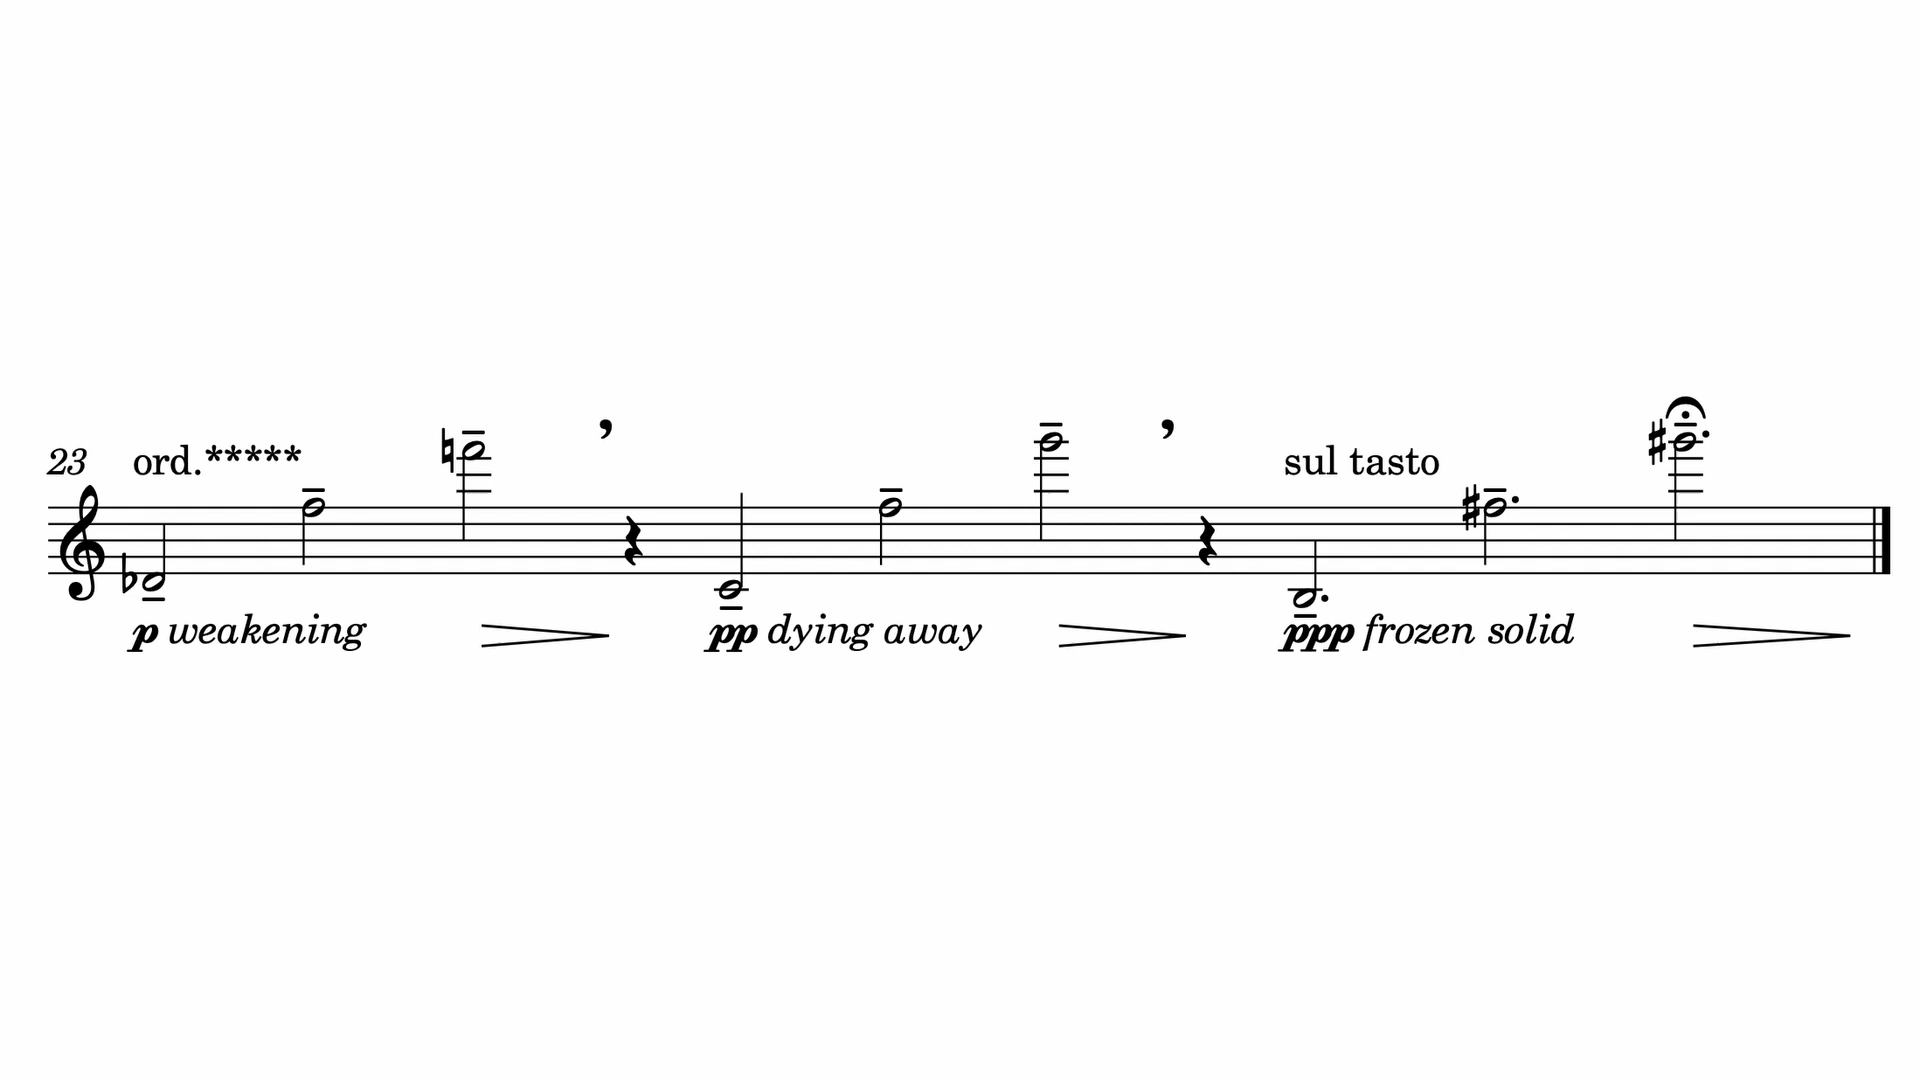 23 ord.***** sul tasto
p weakening pp dying away ppp frozen solid